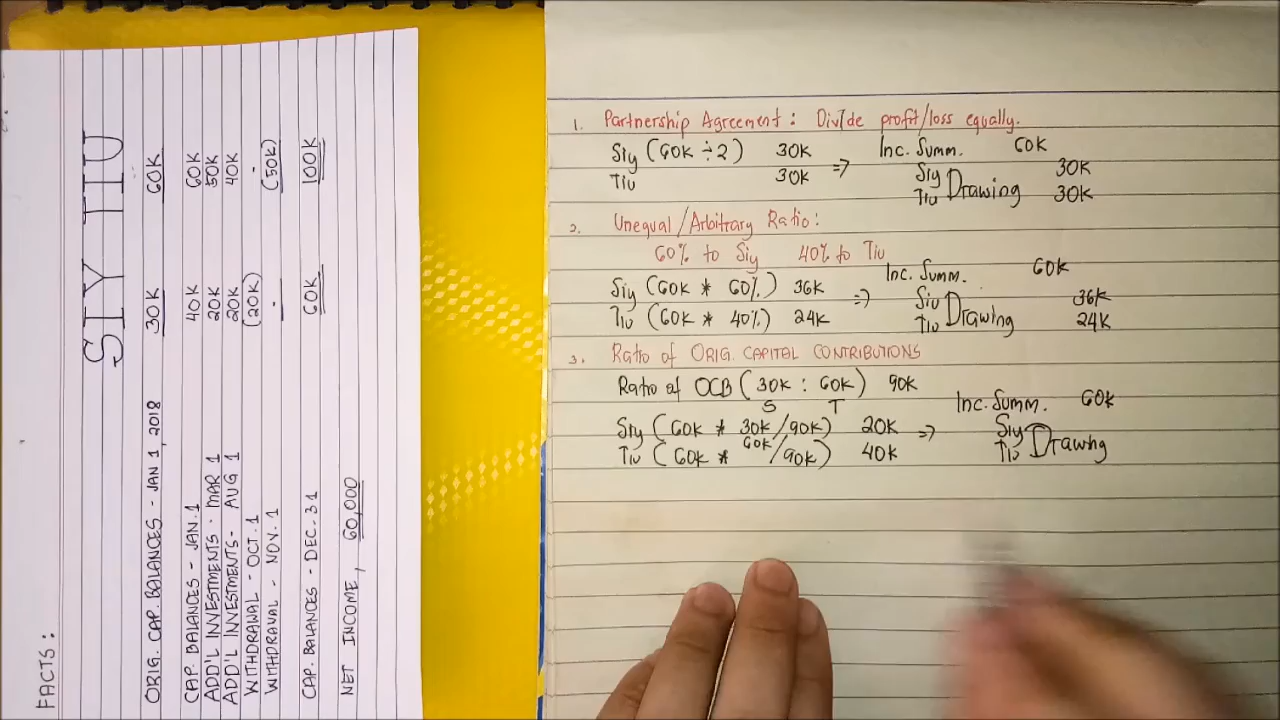 FACTS:
SIY TIU
ORIG. CAP. BALANCES - JAN 1, 2018 30K 60K
CAP. BALANCES - JAN. 1 40K 60K
ADD'L INVESTMENTS - MAR 1 20K 50K
ADD'L INVESTMENTS - AUG 1 20K 40K
WITHDRAWAL - OCT. 1 (20K) -
WITHDRAWAL - NOV. 1 - (50K)
CAP. BALANCES - DEC. 31 60K 100K
NET INCOME, 60,000
1. Partnership Agreement: Divide profit/loss equally.
Siy (60K ÷ 2) 30K => Inc. Summ. 60K
Tiu 30K Siy Drawing 30K
Tiu 30K
2. Unequal/Arbitrary Ratio:
60% to Siy 40% to Tiu
Inc. Summ. 60K
Siy (60K * 60%) 36K => Siy Drawing 36K
Tiu (60K * 40%) 24K Tiu 24K
3. Ratio of ORIG. CAPITAL CONTRIBUTIONS
Ratio of OCB (30K : 60K) 90K
S T Inc. Summ. 60K
Siy (60K * 30K/90K) 20K => Siy Drawing
Tiu (60K * 60K/90K) 40K Tiu